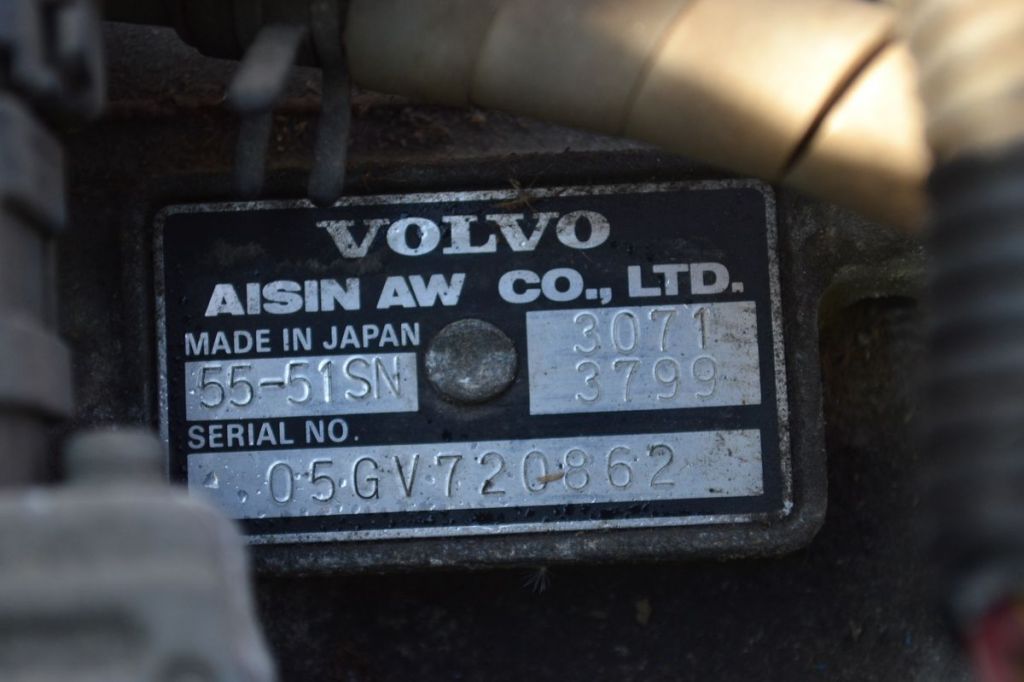 VOLVO
AISIN AW CO., LTD.
MADE IN JAPAN
55-51SN
3071
3799
SERIAL NO.
05GV720862